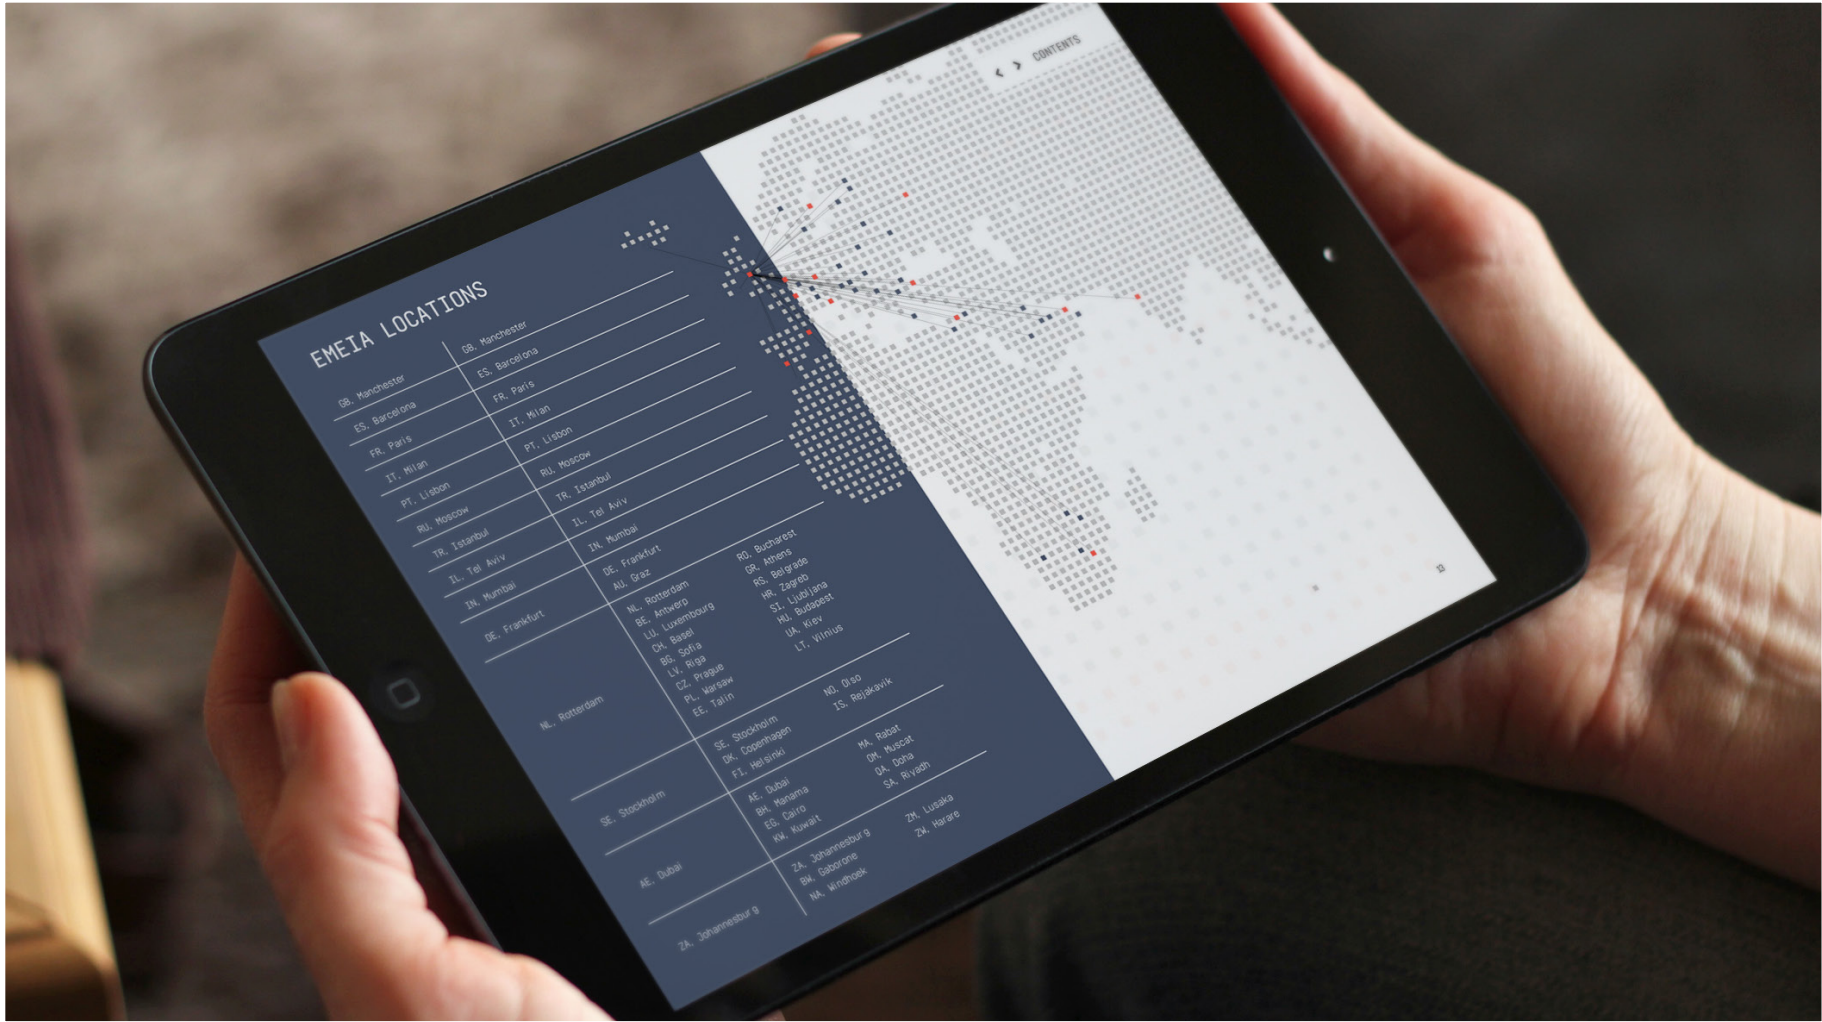 CONTENTS
EMEIA LOCATIONS
GB. Manchester
GB. Manchester
ES. Barcelona
ES. Barcelona
FR. Paris
FR. Paris
IT. Milan
IT. Milan
PT. Lisbon
PT. Lisbon
RU. Moscow
RU. Moscow
TR. Istanbul
TR. Istanbul
IL. Tel Aviv
IL. Tel Aviv
IN. Mumbai
IN. Mumbai
DE. Frankfurt
DE. Frankfurt
AU. Graz
NL. Rotterdam
NL. Rotterdam
BE. Antwerp
LU. Luxembourg
CH. Basel
BG. Sofia
LV. Riga
CZ. Prague
PL. Warsaw
EE. Talin
RO. Bucharest
GR. Athens
RS. Belgrade
HR. Zagreb
SI. Ljubljana
HU. Budapest
UA. Kiev
LT. Vilnius
SE. Stockholm
SE. Stockholm
DK. Copenhagen
FI. Helsinki
NO. Olso
IS. Rejakavik
AE. Dubai
AE. Dubai
BH. Manama
EG. Cairo
KW. Kuwait
MA. Rabat
OM. Muscat
QA. Doha
SA. Riyadh
ZA. Johannesburg
ZA. Johannesburg
BW. Gaborone
NA. Windhoek
ZM. Lusaka
ZW. Harare